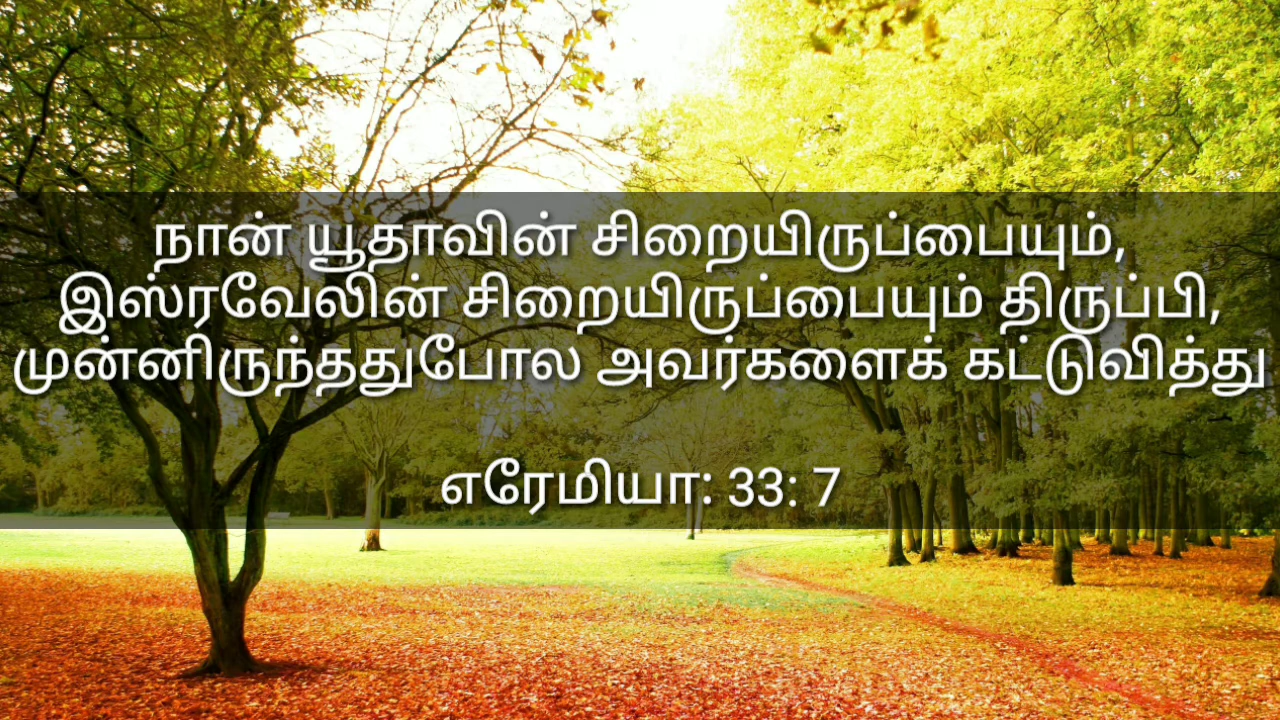 நான் யூதாவின் சிறையிருப்பையும்,
இஸ்ரவேலின் சிறையிருப்பையும் திருப்பி,
முன்னிருந்ததுபோல அவர்களைக் கட்டுவித்து
எரேமியா: 33: 7